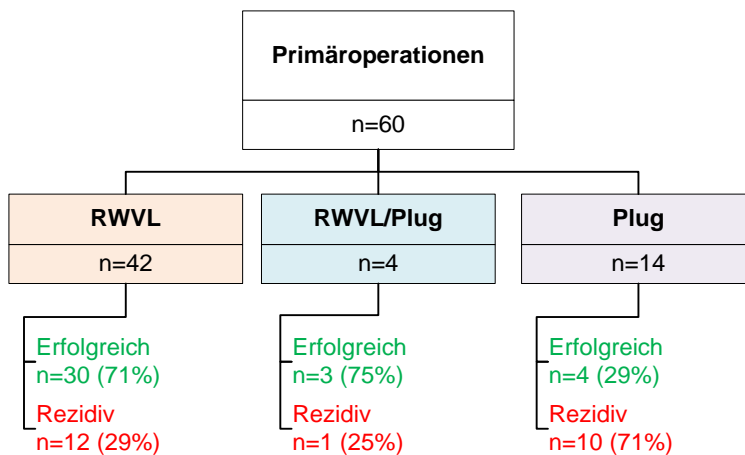 Primäroperationen
n=60
RWVL
n=42
RWVL/Plug
n=4
Plug
n=14
Erfolgreich
n=30 (71%)
Rezidiv
n=12 (29%)
Erfolgreich
n=3 (75%)
Rezidiv
n=1 (25%)
Erfolgreich
n=4 (29%)
Rezidiv
n=10 (71%)